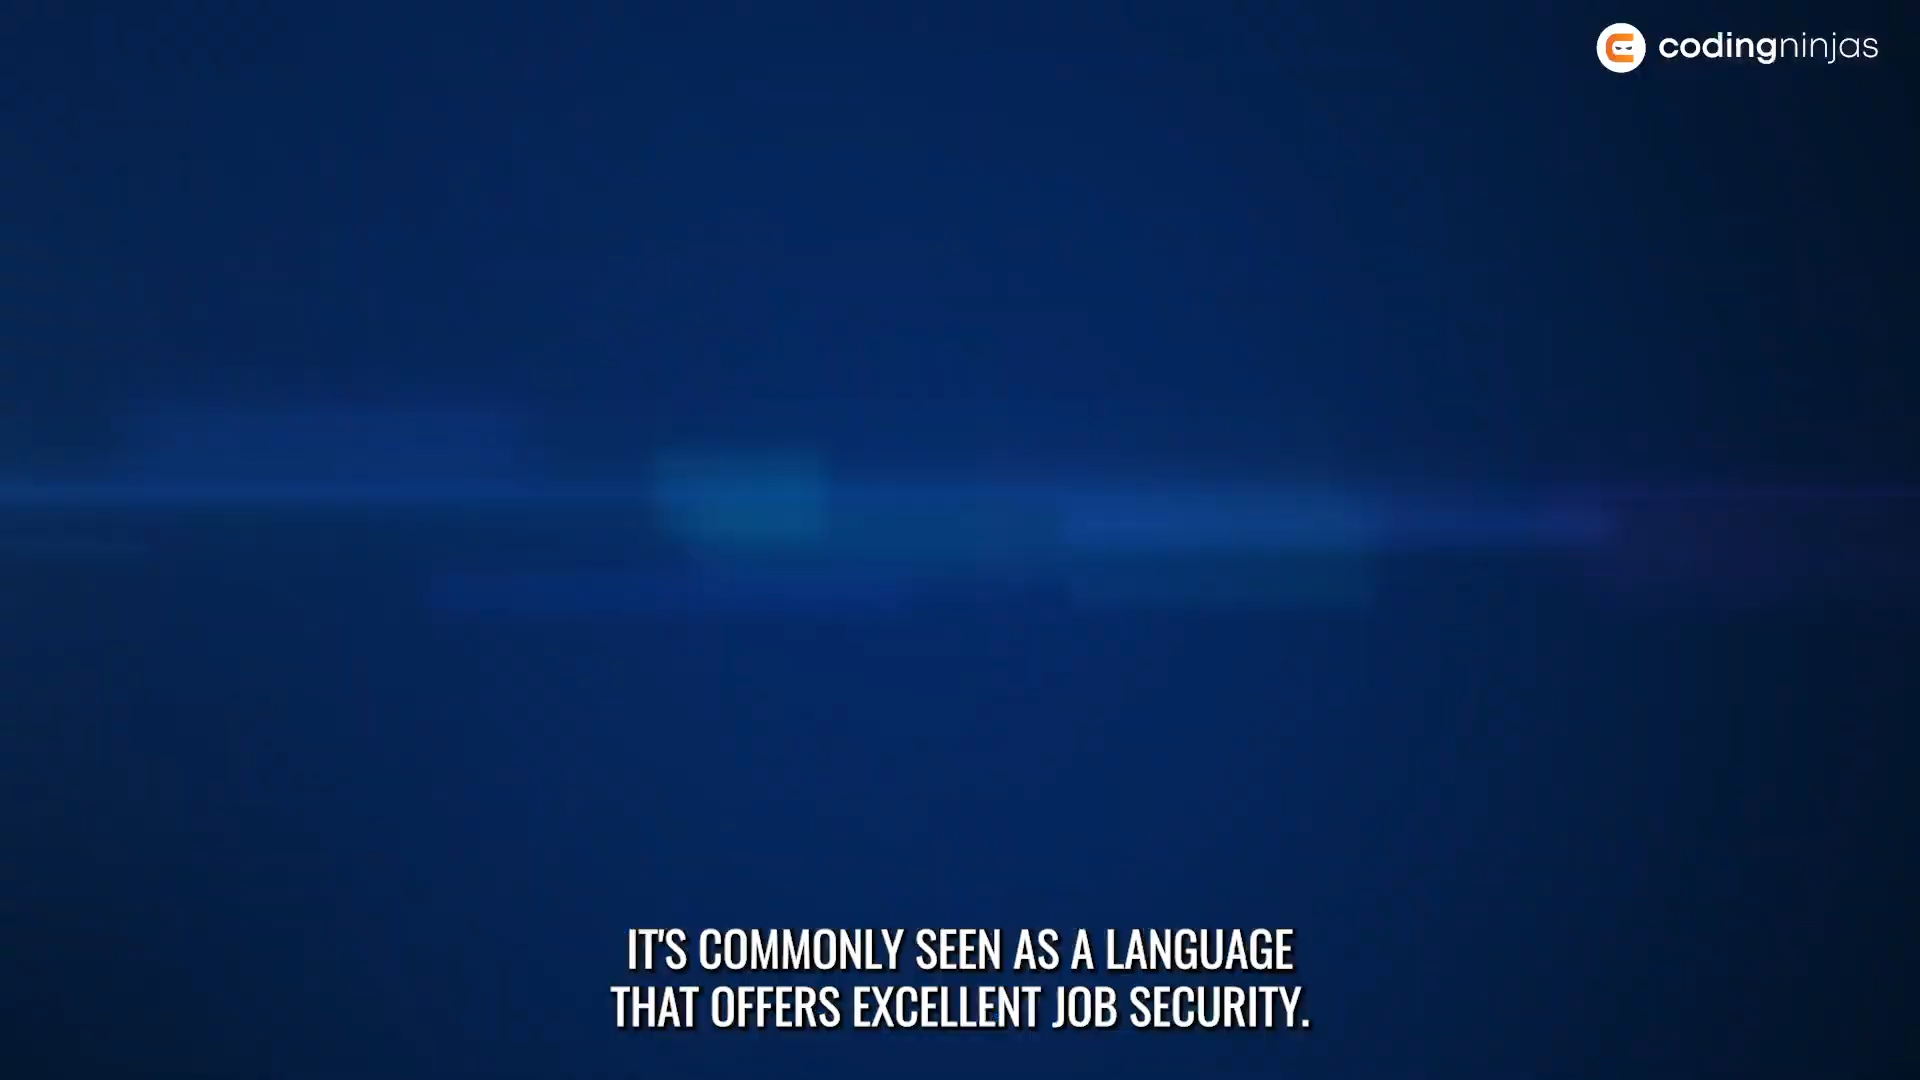 codingninjas
IT'S COMMONLY SEEN AS A LANGUAGE
THAT OFFERS EXCELLENT JOB SECURITY.